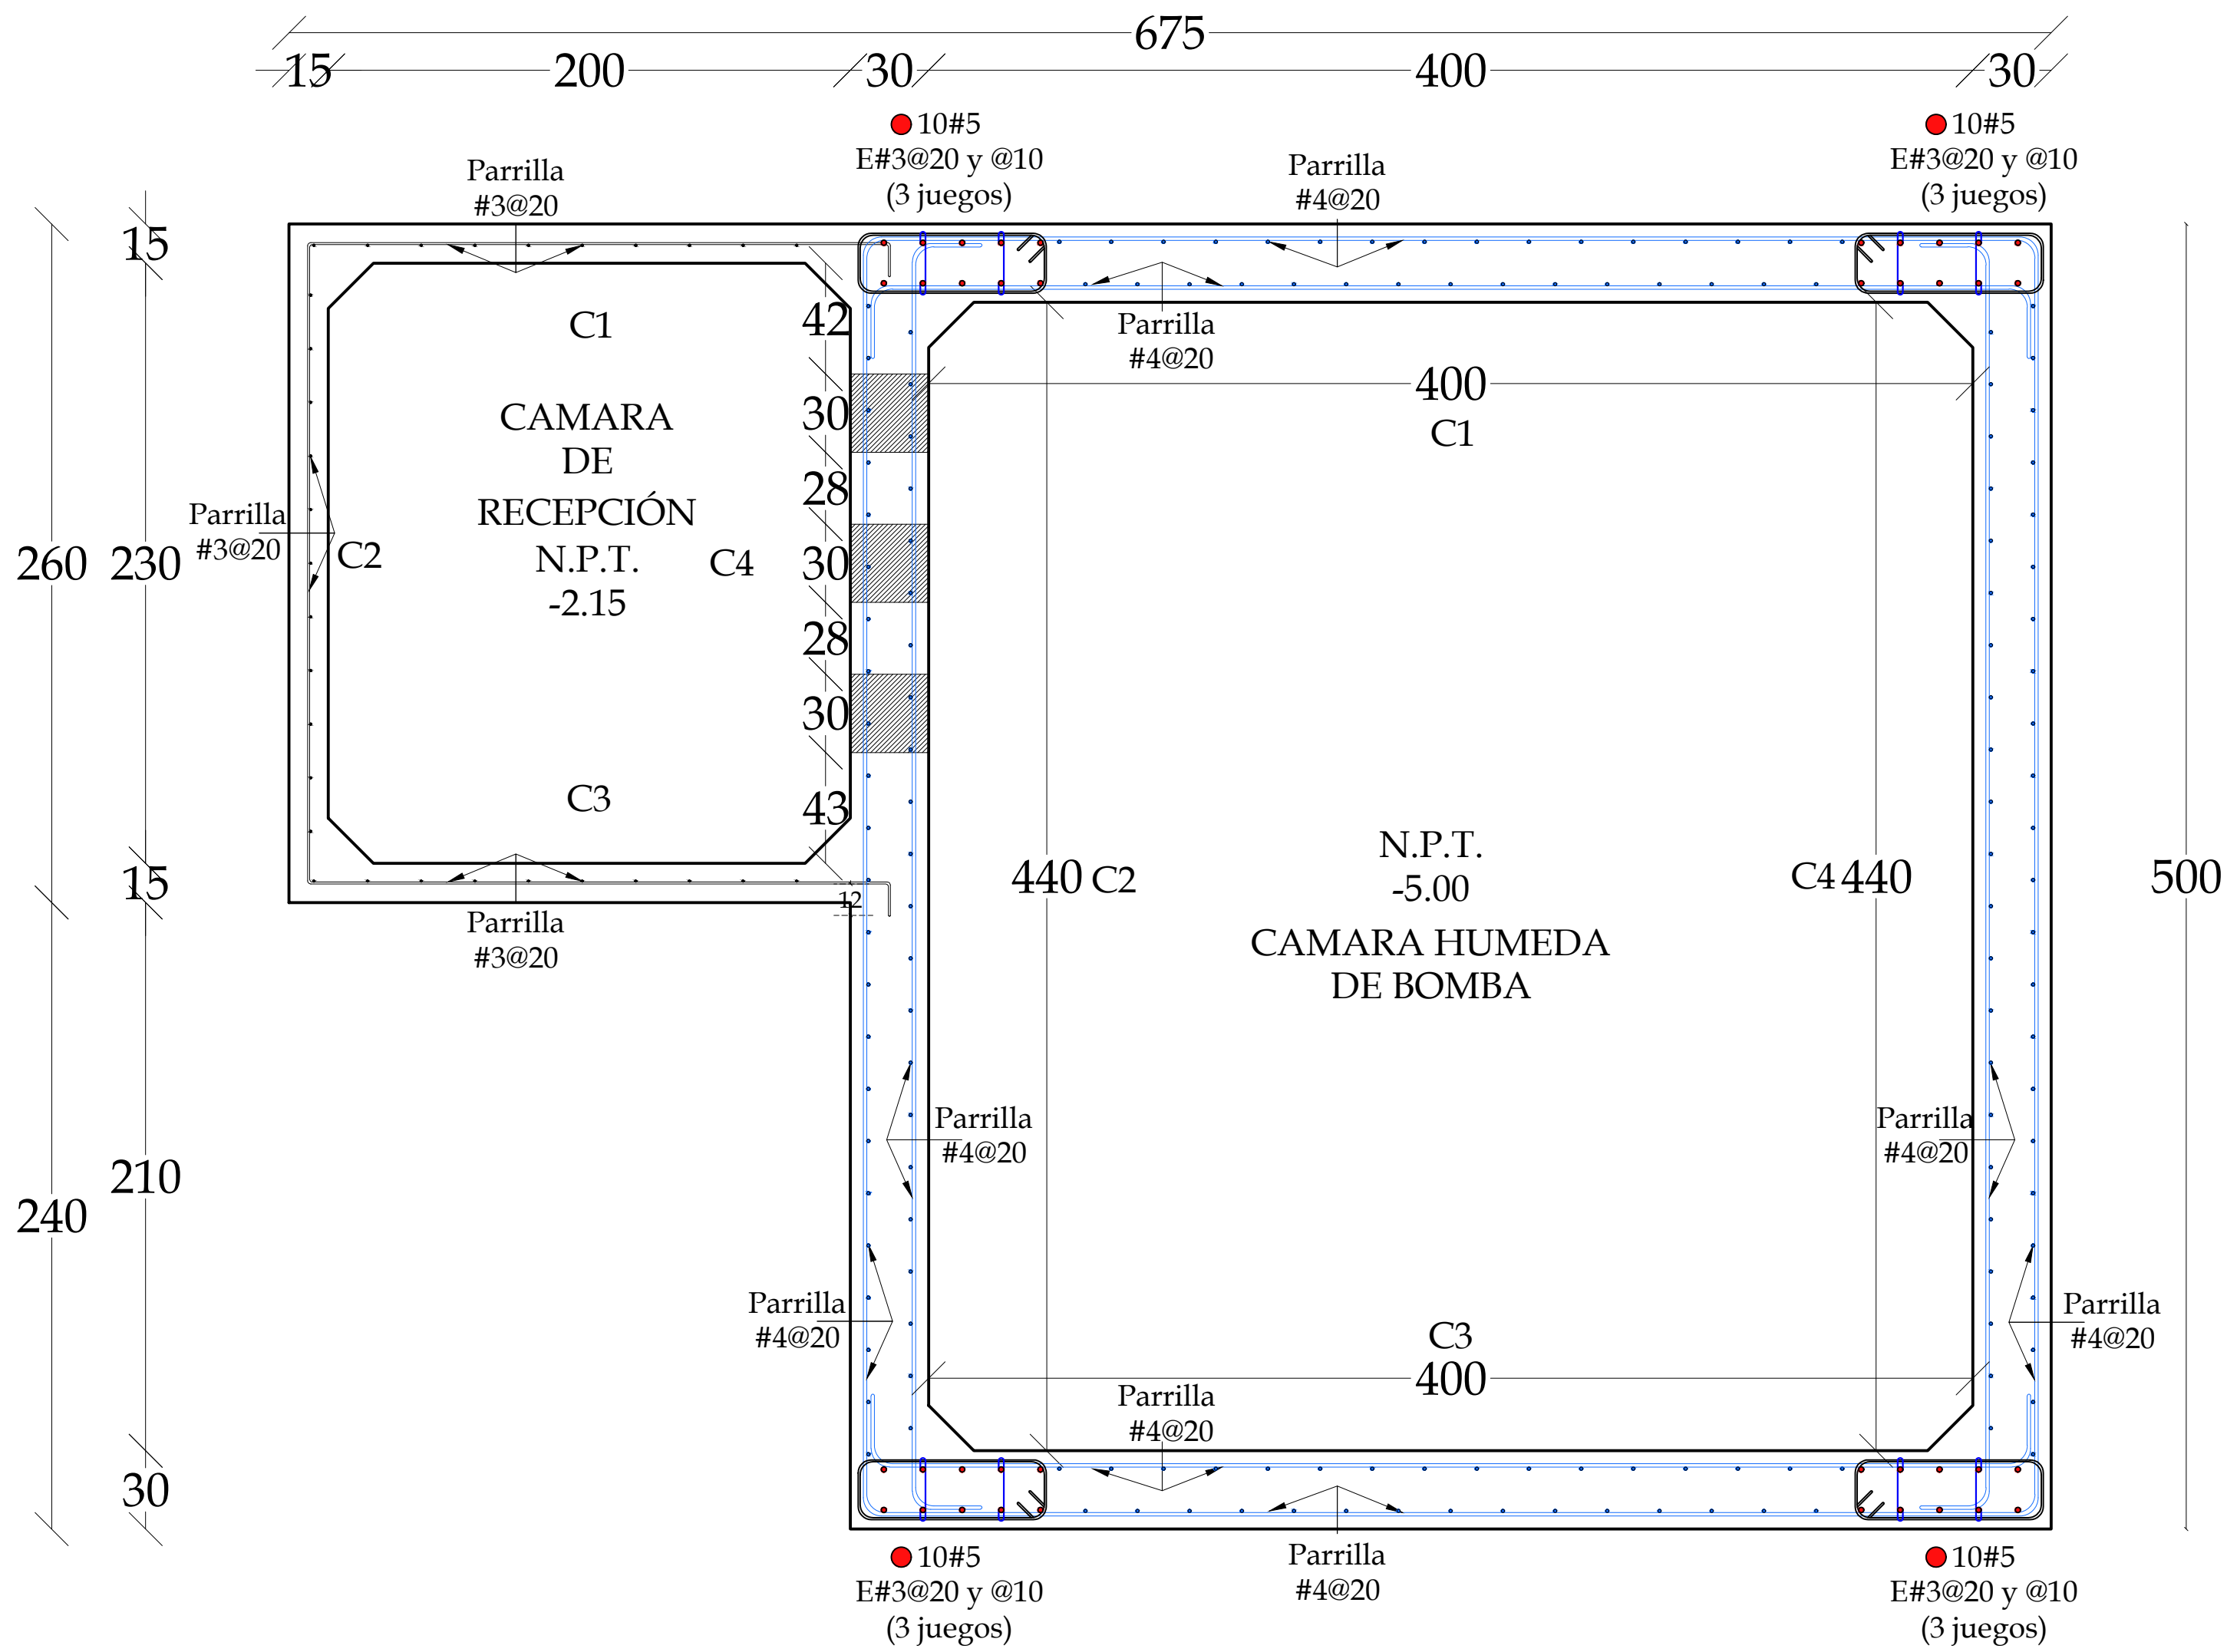 675
15
200
30
400
30
10#5
E#3@20 y @10
(3 juegos)
10#5
E#3@20 y @10
(3 juegos)
Parrilla
#3@20
Parrilla
#4@20
15
42
C1
Parrilla
#4@20
400
C1
30
CAMARA
DE
RECEPCIÓN
N.P.T.
-2.15
28
Parrilla
#3@20
C2
C4
260
230
30
28
30
C3
43
15
12
440
C2
N.P.T.
-5.00
CAMARA HUMEDA
DE BOMBA
C4
440
500
Parrilla
#3@20
Parrilla
#4@20
Parrilla
#4@20
210
240
Parrilla
#4@20
Parrilla
#4@20
C3
400
Parrilla
#4@20
30
10#5
E#3@20 y @10
(3 juegos)
Parrilla
#4@20
10#5
E#3@20 y @10
(3 juegos)